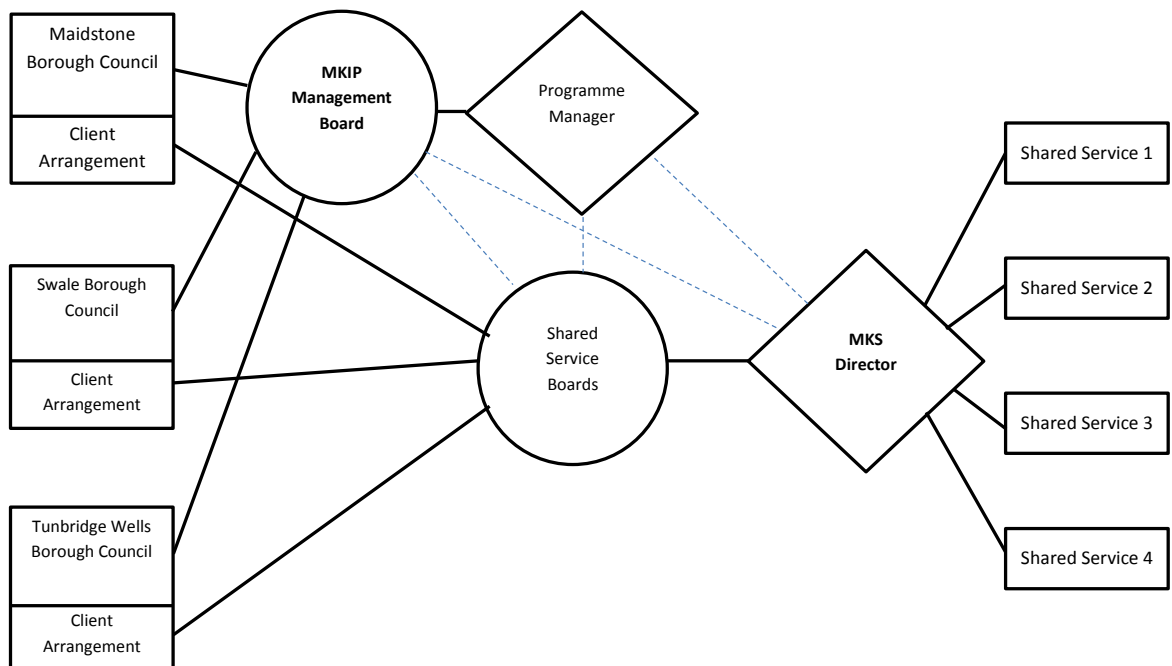 Maidstone
Borough Council
Client
Arrangement
MKIP
Management
Board
Programme
Manager
Shared Service 1
Swale Borough
Council
Client
Arrangement
Shared
Service
Boards
MKS
Director
Shared Service 2
Shared Service 3
Tunbridge Wells
Borough Council
Client
Arrangement
Shared Service 4